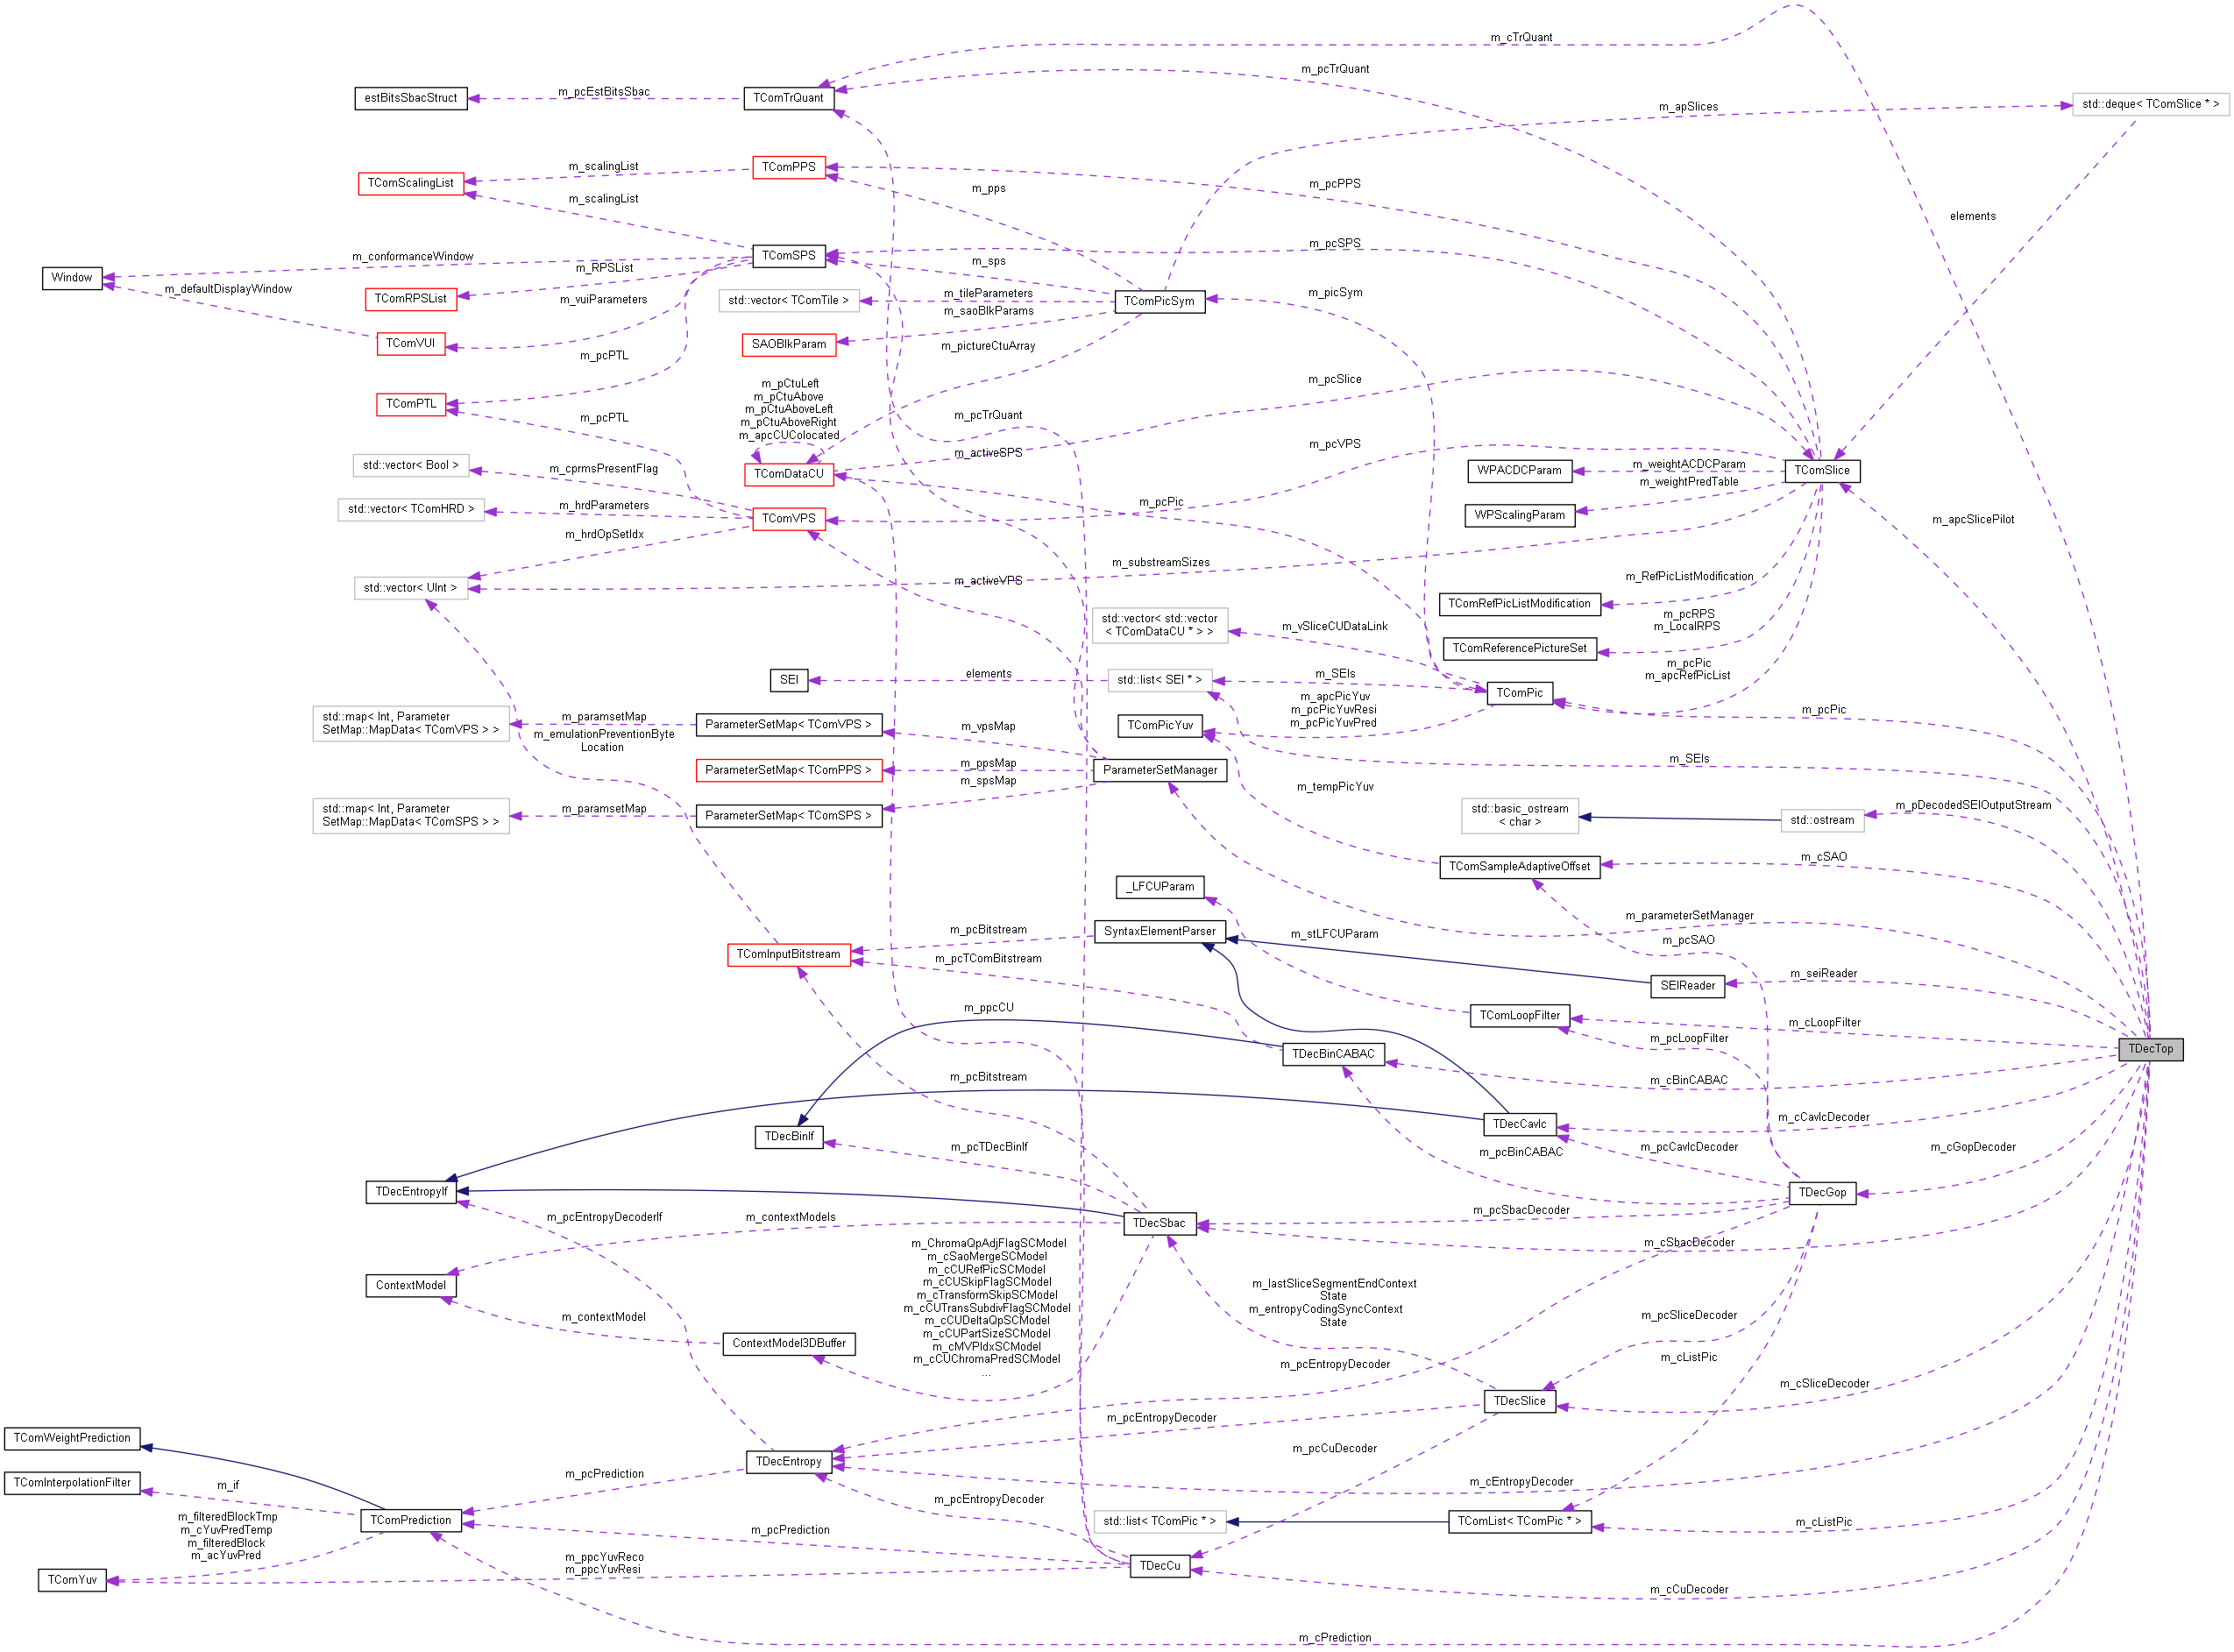 m_cTrQuant
m_pcTrQuant
estBitsSbacStruct
m_pcEstBitsSbac
TComTrQuant
m_apSlices
std::deque< TComSlice * >
TComScalingList
m_scalingList
m_scalingList
TComPPS
m_pps
m_pcPPS
elements
Window
m_conformanceWindow
m_defaultDisplayWindow
m_RPSList
TComRPSList
m_vuiParameters
TComVUI
TComSPS
m_sps
m_pcSPS
std::vector< TComTile >
m_tileParameters
m_saoBlkParams
TComPicSym
m_picSym
SAOBlkParam
m_pictureCtuArray
m_pcPTL
TComPTL
m_pcPTL
m_pCtuLeft
m_pCtuAbove
m_pCtuAboveLeft
m_pCtuAboveRight
m_apcCUColocated
TComDataCU
m_pcSlice
m_pcTrQuant
m_activeSPS
m_pcVPS
m_pcPic
std::vector< Bool >
m_cprmsPresentFlag
std::vector< TComHRD >
m_hrdParameters
TComVPS
m_hrdOpSetIdx
std::vector< UInt >
m_activeVPS
m_substreamSizes
WPACDCParam
m_weightACDCParam
m_weightPredTable
WPScalingParam
TComSlice
m_apcSlicePilot
m_RefPicListModification
TComRefPicListModification
m_pcRPS
m_LocalRPS
TComReferencePictureSet
m_pcPic
m_apcRefPicList
std::vector< std::vector
< TComDataCU * > >
m_vSliceCUDataLink
SEI
elements
std::list< SEI * >
m_SEIs
TComPic
m_pcPic
m_apcPicYuv
m_pcPicYuvResi
m_pcPicYuvPred
TComPicYuv
m_SEIs
std::map< Int, Parameter
SetMap::MapData< TComVPS > >
m_paramsetMap
m_emulationPreventionByte
Location
ParameterSetMap< TComVPS >
m_vpsMap
ParameterSetMap< TComPPS >
m_ppsMap
m_spsMap
ParameterSetManager
m_tempPicYuv
std::map< Int, Parameter
SetMap::MapData< TComSPS > >
m_paramsetMap
ParameterSetMap< TComSPS >
std::basic_ostream
< char >
std::ostream
m_pDecodedSEIOutputStream
TComSampleAdaptiveOffset
m_cSAO
_LFCUParam
m_parameterSetManager
m_pcSAO
SyntaxElementParser
m_stLFCUParam
TComInputBitstream
m_pcBitstream
m_pcTComBitstream
SEIReader
m_seiReader
m_ppcCU
TComLoopFilter
m_cLoopFilter
m_pcLoopFilter
TDecBinCABAC
m_cBinCABAC
TDecTop
m_pcBitstream
TDecBinIf
m_pcTDecBinIf
TDecCavlc
m_cCavlcDecoder
m_pcCavlcDecoder
m_pcBinCABAC
m_cGopDecoder
TDecEntropyIf
m_pcEntropyDecoderIf
m_contextModels
TDecSbac
m_pcSbacDecoder
TDecGop
m_cSbacDecoder
ContextModel
m_contextModel
ContextModel3DBuffer
m_ChromaQpAdjFlagSCModel
m_cSaoMergeSCModel
m_cCURefPicSCModel
m_cCUSkipFlagSCModel
m_cTransformSkipSCModel
m_cCUTransSubdivFlagSCModel
m_cCUDeltaQpSCModel
m_cCUPartSizeSCModel
m_cMVPIdxSCModel
m_cCUChromaPredSCModel
...
m_lastSliceSegmentEndContext
State
m_entropyCodingSyncContext
State
m_pcSliceDecoder
m_cListPic
m_pcEntropyDecoder
TDecSlice
m_cSliceDecoder
m_pcEntropyDecoder
m_pcCuDecoder
TComWeightPrediction
TComInterpolationFilter
m_if
m_filteredBlockTmp
m_cYuvPredTemp
m_filteredBlock
m_acYuvPred
TComYuv
TComPrediction
m_pcPrediction
TDecEntropy
m_pcEntropyDecoder
m_pcPrediction
m_ppcYuvReco
m_ppcYuvResi
m_cEntropyDecoder
std::list< TComPic * >
TComList< TComPic * >
m_cListPic
TDecCu
m_cCuDecoder
m_cPrediction